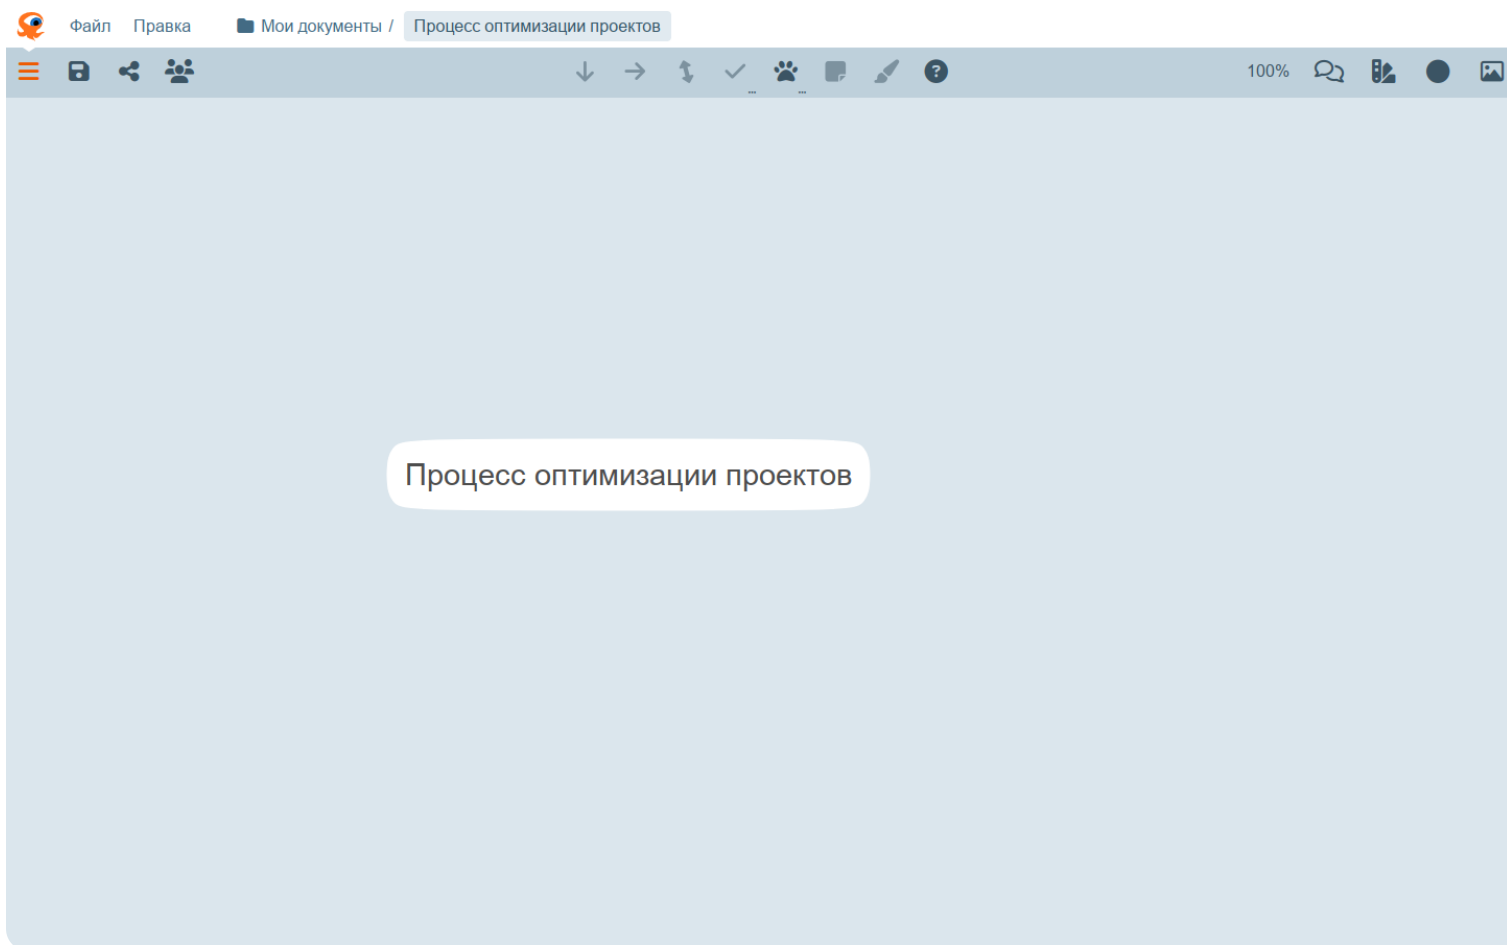 Файл Правка Мои документы / Процесс оптимизации проектов
100%
Процесс оптимизации проектов